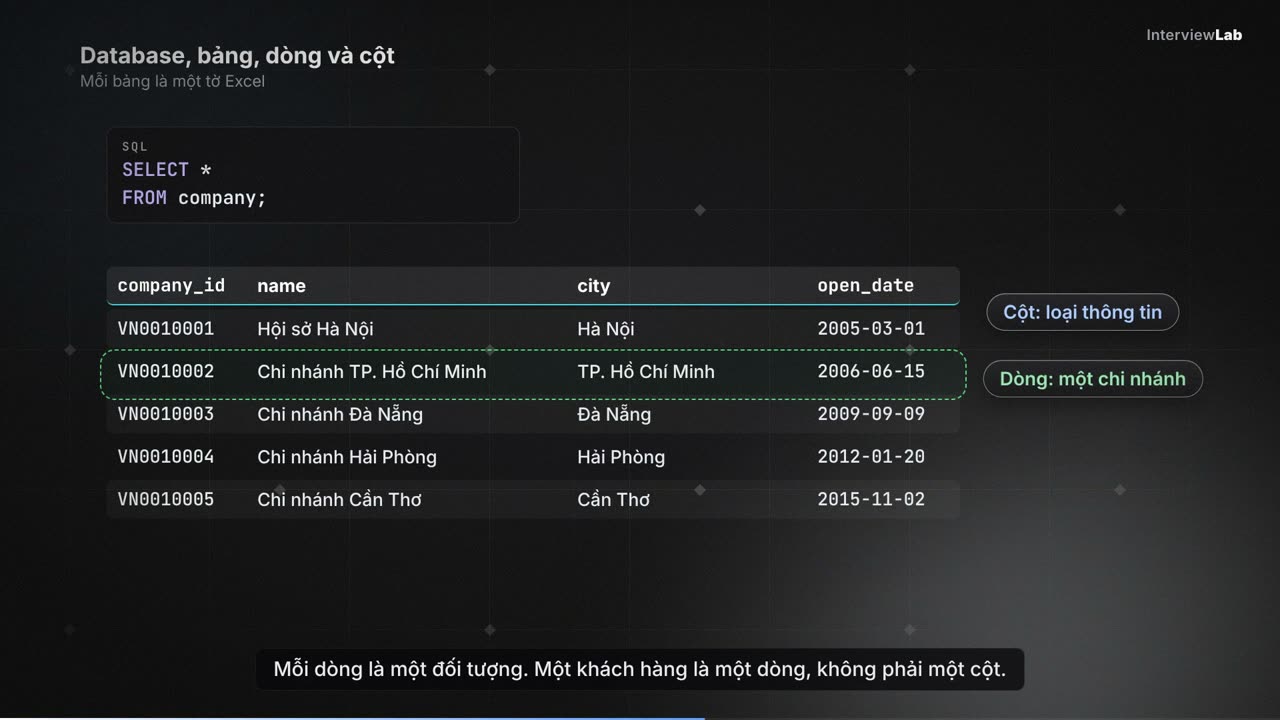 InterviewLab
Database, bảng, dòng và cột
Mỗi bảng là một tờ Excel
SQL
SELECT *
FROM company;
company_id name city open_date
VN0010001 Hội sở Hà Nội Hà Nội 2005-03-01
VN0010002 Chi nhánh TP. Hồ Chí Minh TP. Hồ Chí Minh 2006-06-15
VN0010003 Chi nhánh Đà Nẵng Đà Nẵng 2009-09-09
VN0010004 Chi nhánh Hải Phòng Hải Phòng 2012-01-20
VN0010005 Chi nhánh Cần Thơ Cần Thơ 2015-11-02
Cột: loại thông tin
Dòng: một chi nhánh
Mỗi dòng là một đối tượng. Một khách hàng là một dòng, không phải một cột.